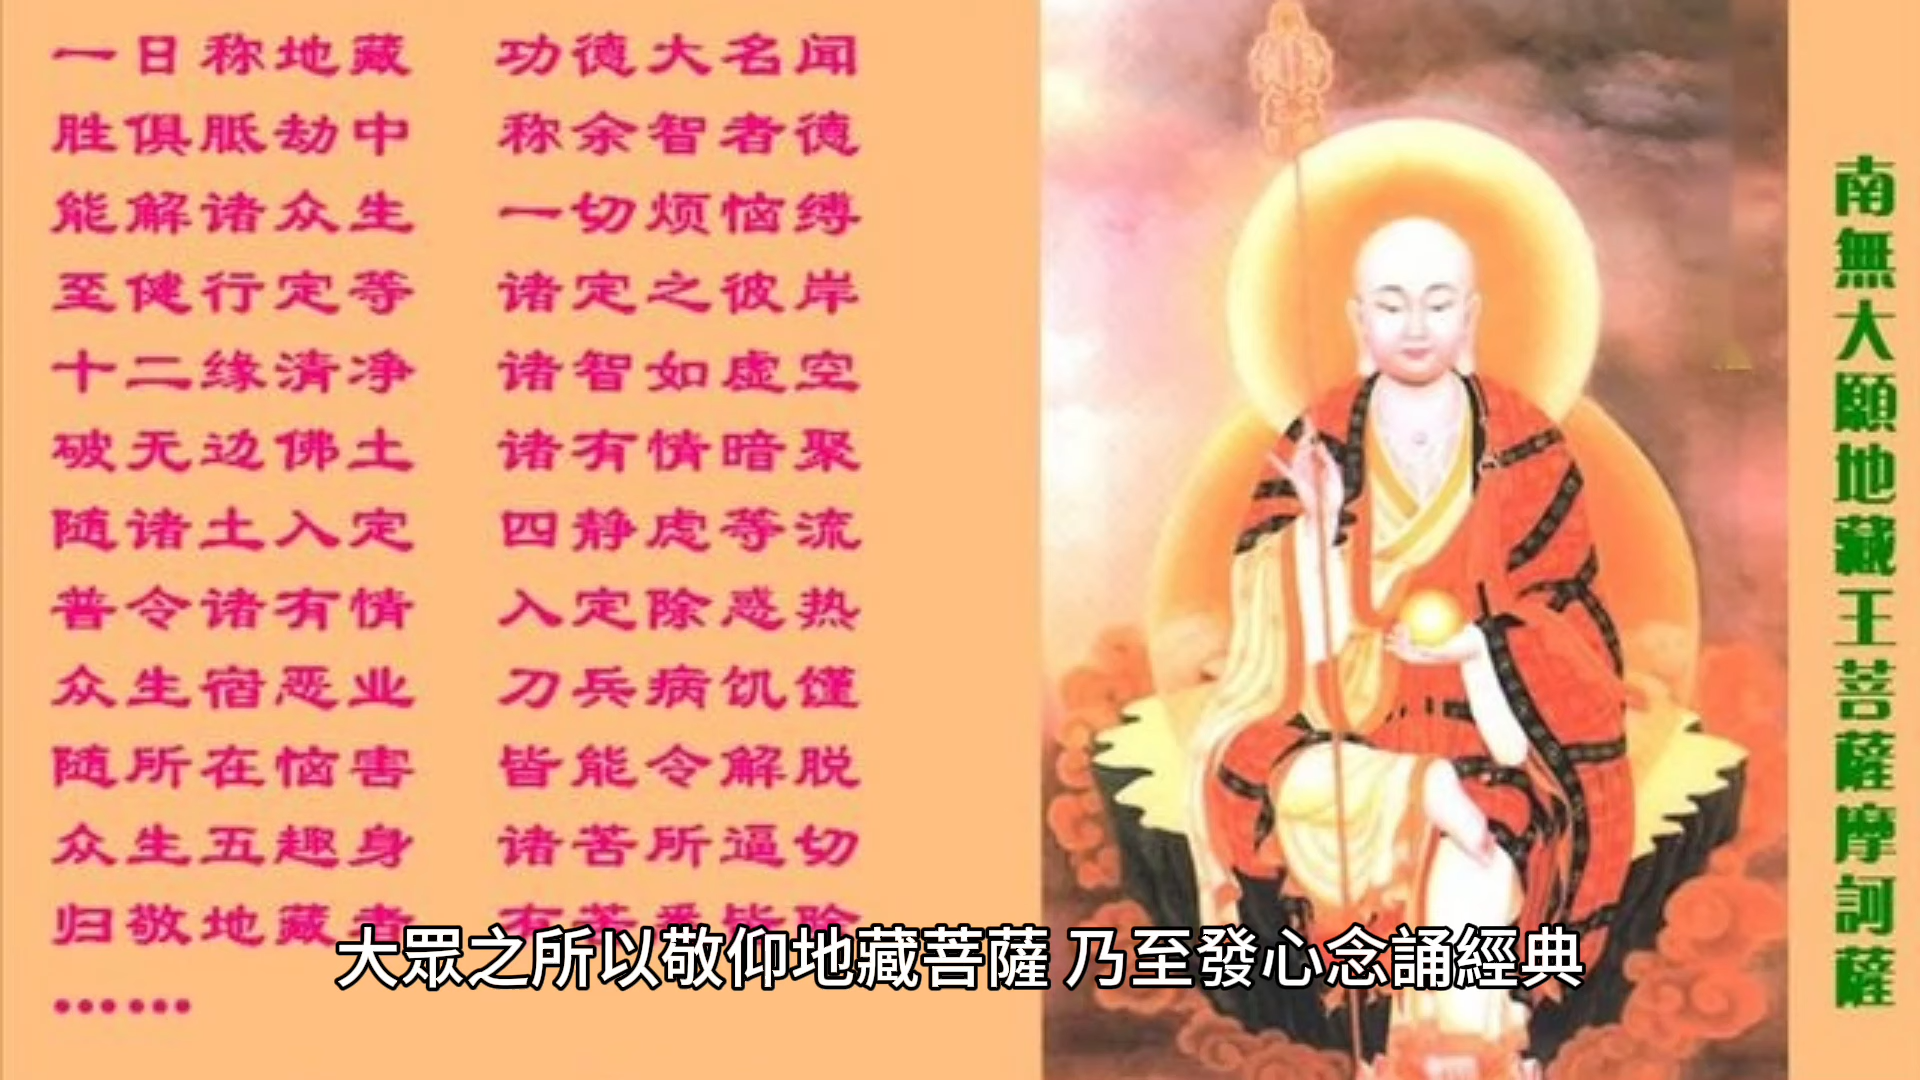 一日称地藏　功德大名闻
胜俱胝劫中　称余智者德
能解诸众生　一切烦恼缚
至健行定等　诸定之彼岸
十二缘清净　诸智如虚空
破无边佛土　诸有情暗聚
随诸土入定　四静虑等流
普令诸有情　入定除惑热
众生宿恶业　刀兵病饥馑
随所在恼害　皆能令解脱
众生五趣身　诸苦所逼切
归敬地藏者
……
大眾之所以敬仰地藏菩薩 乃至發心念誦經典
南無大願地藏王菩薩摩訶薩